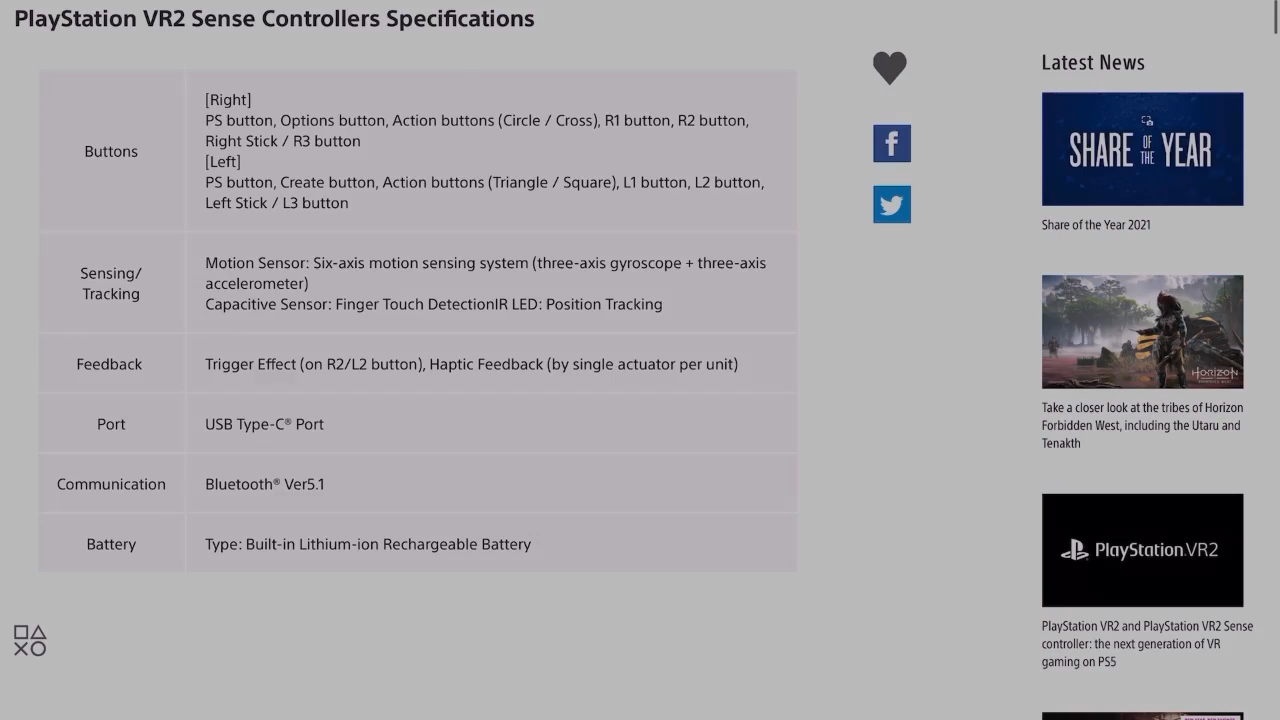 PlayStation VR2 Sense Controllers Specifications
Buttons
[Right]
PS button, Options button, Action buttons (Circle / Cross), R1 button, R2 button,
Right Stick / R3 button
[Left]
PS button, Create button, Action buttons (Triangle / Square), L1 button, L2 button,
Left Stick / L3 button
Sensing/
Tracking
Motion Sensor: Six-axis motion sensing system (three-axis gyroscope + three-axis
accelerometer)
Capacitive Sensor: Finger Touch DetectionIR LED: Position Tracking
Feedback
Trigger Effect (on R2/L2 button), Haptic Feedback (by single actuator per unit)
Port
USB Type-C® Port
Communication
Bluetooth® Ver5.1
Battery
Type: Built-in Lithium-ion Rechargeable Battery
Latest News
SHARE OF THE YEAR
Share of the Year 2021
HORIZON
Take a closer look at the tribes of Horizon
Forbidden West, including the Utaru and
Tenakth
PlayStation VR2
PlayStation VR2 and PlayStation VR2 Sense
controller: the next generation of VR
gaming on PS5